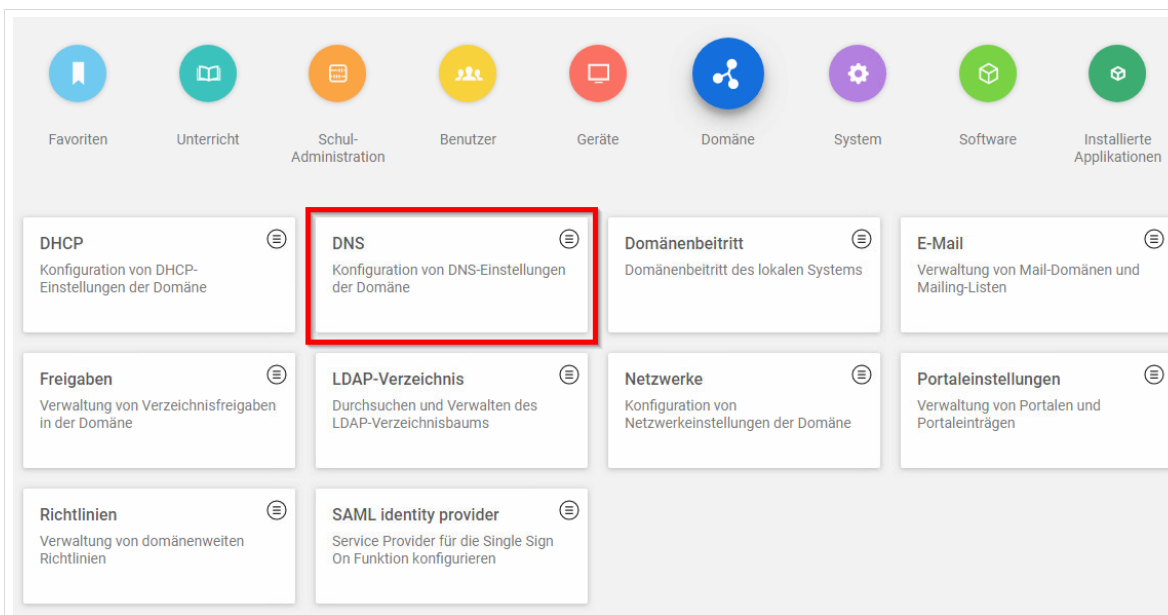 Favoriten
Unterricht
Schul-
Administration
Benutzer
Geräte
Domäne
System
Software
Installierte
Applikationen
DHCP
Konfiguration von DHCP-
Einstellungen der Domäne
DNS
Konfiguration von DNS-Einstellungen
der Domäne
Domänenbeitritt
Domänenbeitritt des lokalen Systems
E-Mail
Verwaltung von Mail-Domänen und
Mailing-Listen
Freigaben
Verwaltung von Verzeichnisfreigaben
in der Domäne
LDAP-Verzeichnis
Durchsuchen und Verwalten des
LDAP-Verzeichnisbaums
Netzwerke
Konfiguration von
Netzwerkeinstellungen der Domäne
Portaleinstellungen
Verwaltung von Portalen und
Portaleinträgen
Richtlinien
Verwaltung von domänenweiten
Richtlinien
SAML identity provider
Service Provider für die Single Sign
On Funktion konfigurieren